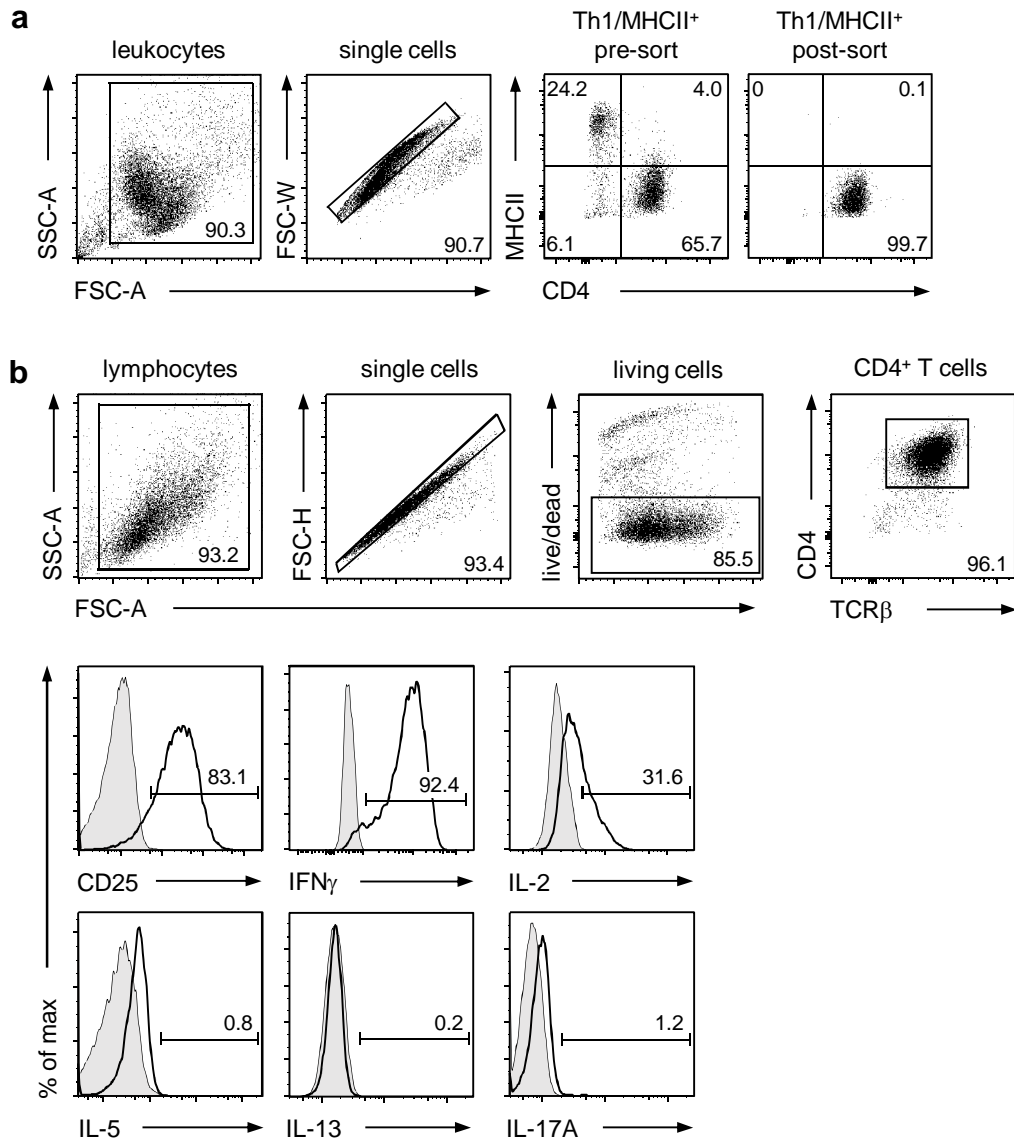 a
leukocytes
single cells
Th1/MHCII⁺
pre-sort
Th1/MHCII⁺
post-sort
SSC-A
90.3
FSC-W
90.7
MHCII
24.2
4.0
6.1
65.7
0
0.1
99.7
FSC-A
CD4
b
lymphocytes
single cells
living cells
CD4⁺ T cells
SSC-A
93.2
FSC-H
93.4
live/dead
85.5
CD4
96.1
FSC-A
TCRβ
% of max
83.1
92.4
31.6
CD25
IFNγ
IL-2
0.8
0.2
1.2
IL-5
IL-13
IL-17A